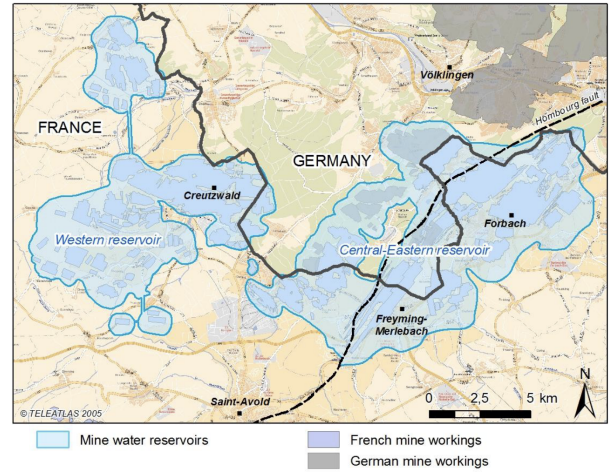 Völklingen
Hombourg fault
FRANCE
GERMANY
Creutzwald
Forbach
Western reservoir
Central-Eastern reservoir
Freyming-
Merlebach
N
Saint-Avold
© TELEATLAS 2005
0 2,5 5 km
Mine water reservoirs
French mine workings
German mine workings